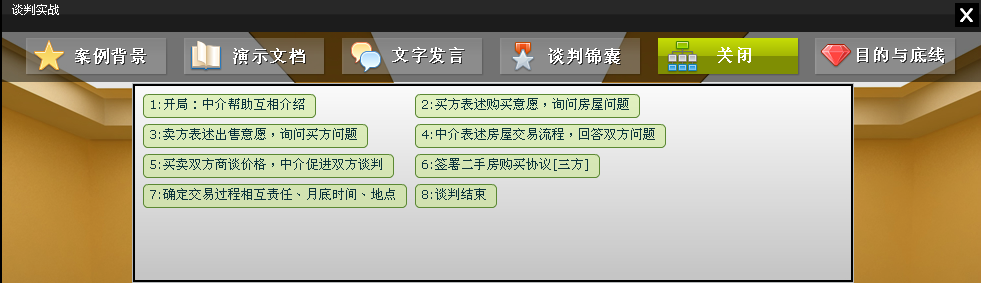 谈判实战
案例背景 演示文档 文字发言 谈判锦囊 关闭 目的与底线
1:开局：中介帮助互相介绍 2:买方表述购买意愿，询问房屋问题
3:卖方表述出售意愿，询问买方问题 4:中介表述房屋交易流程，回答双方问题
5:买卖双方商谈价格，中介促进双方谈判 6:签署二手房购买协议[三方]
7:确定交易过程相互责任、月底时间、地点 8:谈判结束